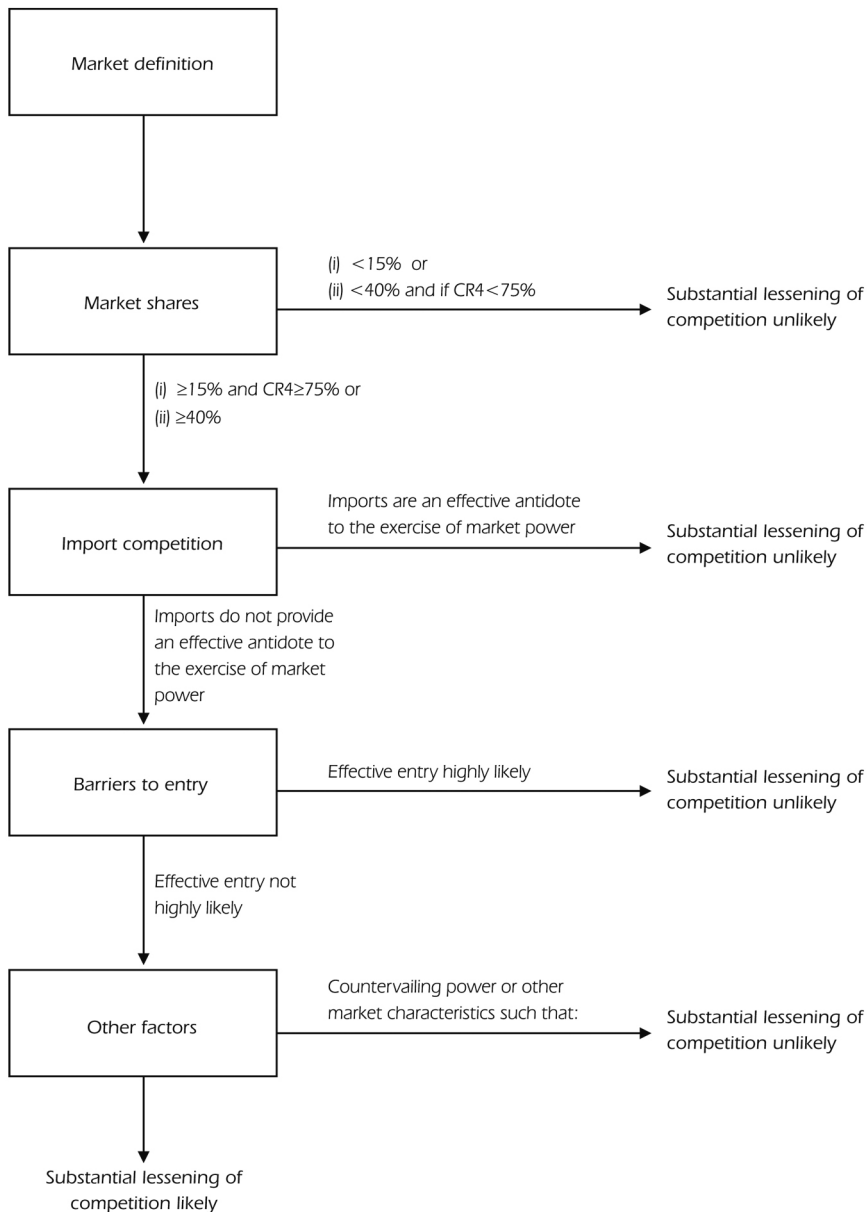 Market definition
(i) <15% or
(ii) <40% and if CR4<75%
Market shares
Substantial lessening of
competition unlikely
(i) ≥15% and CR4≥75% or
(ii) ≥40%
Imports are an effective antidote
to the exercise of market power
Import competition
Substantial lessening of
competition unlikely
Imports do not provide
an effective antidote to
the exercise of market
power
Barriers to entry
Effective entry highly likely
Substantial lessening of
competition unlikely
Effective entry not
highly likely
Countervailing power or other
market characteristics such that:
Other factors
Substantial lessening of
competition unlikely
Substantial lessening of
competition likely